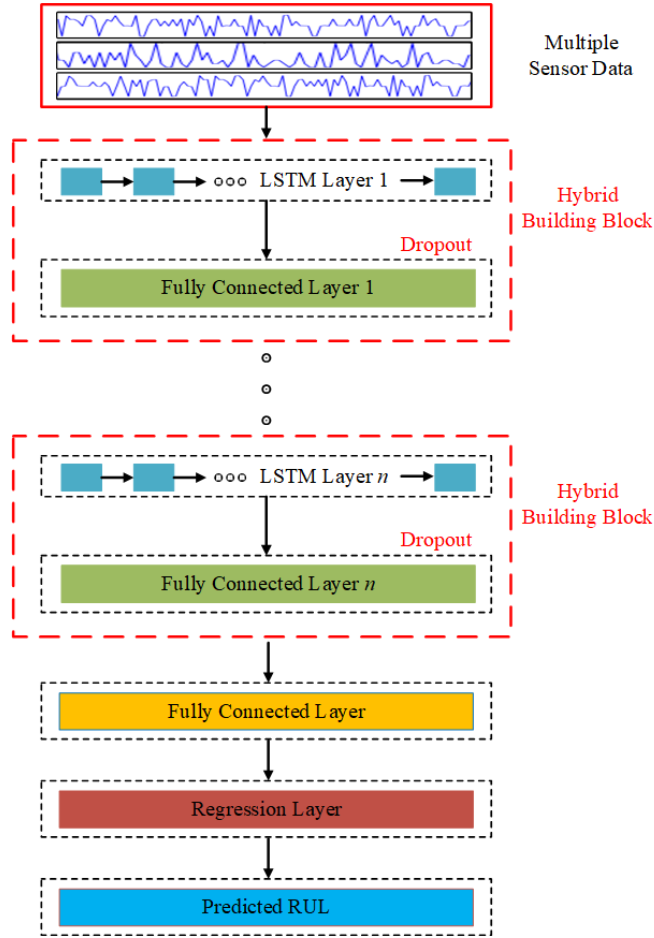 Multiple
Sensor Data
LSTM Layer 1
Hybrid
Building Block
Dropout
Fully Connected Layer 1
LSTM Layer n
Hybrid
Building Block
Dropout
Fully Connected Layer n
Fully Connected Layer
Regression Layer
Predicted RUL